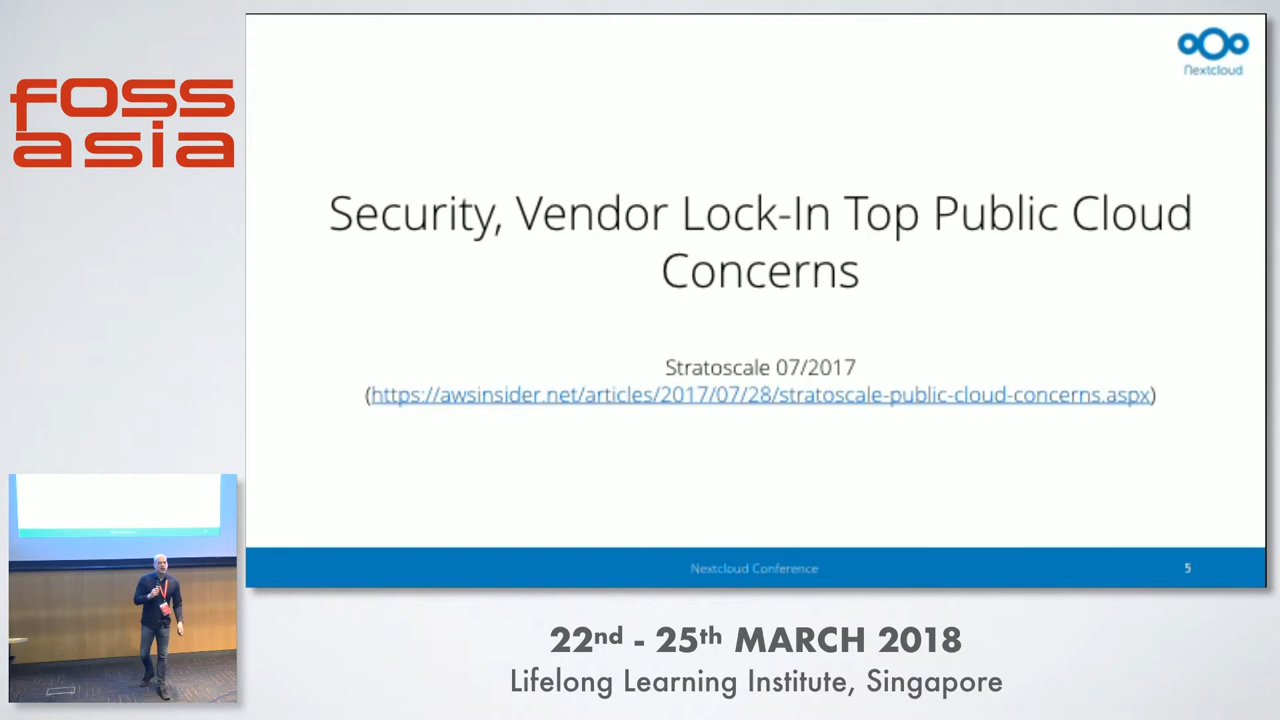 foss
asia
Nextcloud
Security, Vendor Lock-In Top Public Cloud
Concerns
Stratoscale 07/2017
(https://awsinsider.net/articles/2017/07/28/stratoscale-public-cloud-concerns.aspx)
Nextcloud Conference
5
22nd - 25th MARCH 2018
Lifelong Learning Institute, Singapore